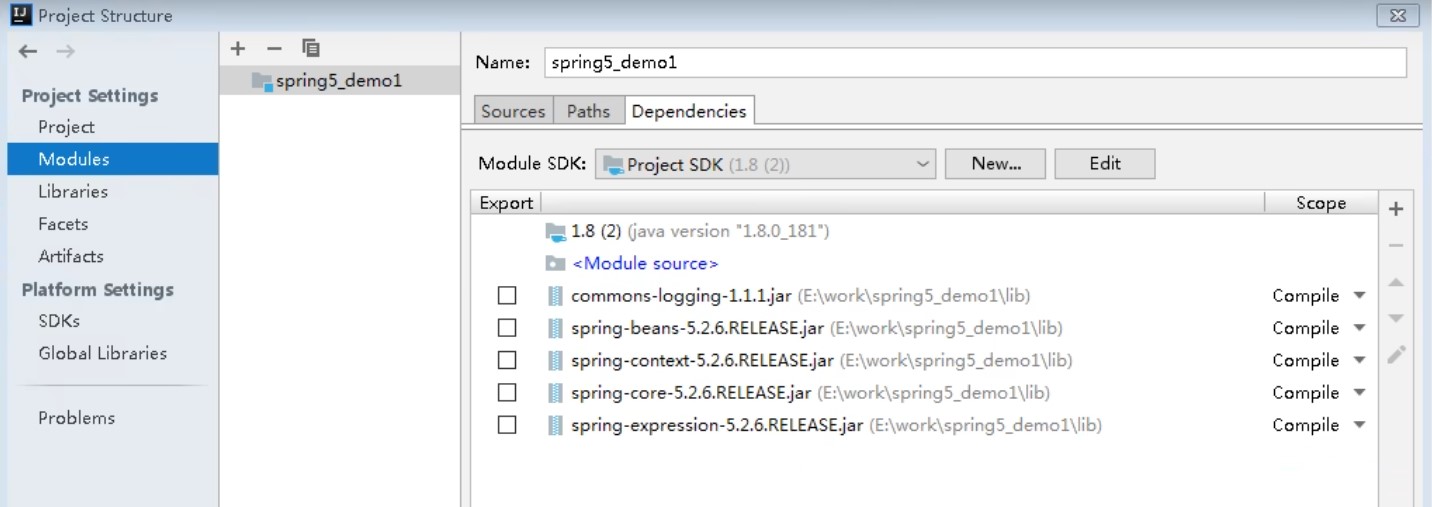 Project Structure
Project Settings
Project
Modules
Libraries
Facets
Artifacts
Platform Settings
SDKs
Global Libraries
Problems
spring5_demo1
Name: spring5_demo1
Sources Paths Dependencies
Module SDK: Project SDK (1.8 (2)) New... Edit
Export Scope
1.8 (2) (java version "1.8.0_181")
<Module source>
commons-logging-1.1.1.jar (E:\work\spring5_demo1\lib) Compile
spring-beans-5.2.6.RELEASE.jar (E:\work\spring5_demo1\lib) Compile
spring-context-5.2.6.RELEASE.jar (E:\work\spring5_demo1\lib) Compile
spring-core-5.2.6.RELEASE.jar (E:\work\spring5_demo1\lib) Compile
spring-expression-5.2.6.RELEASE.jar (E:\work\spring5_demo1\lib) Compile